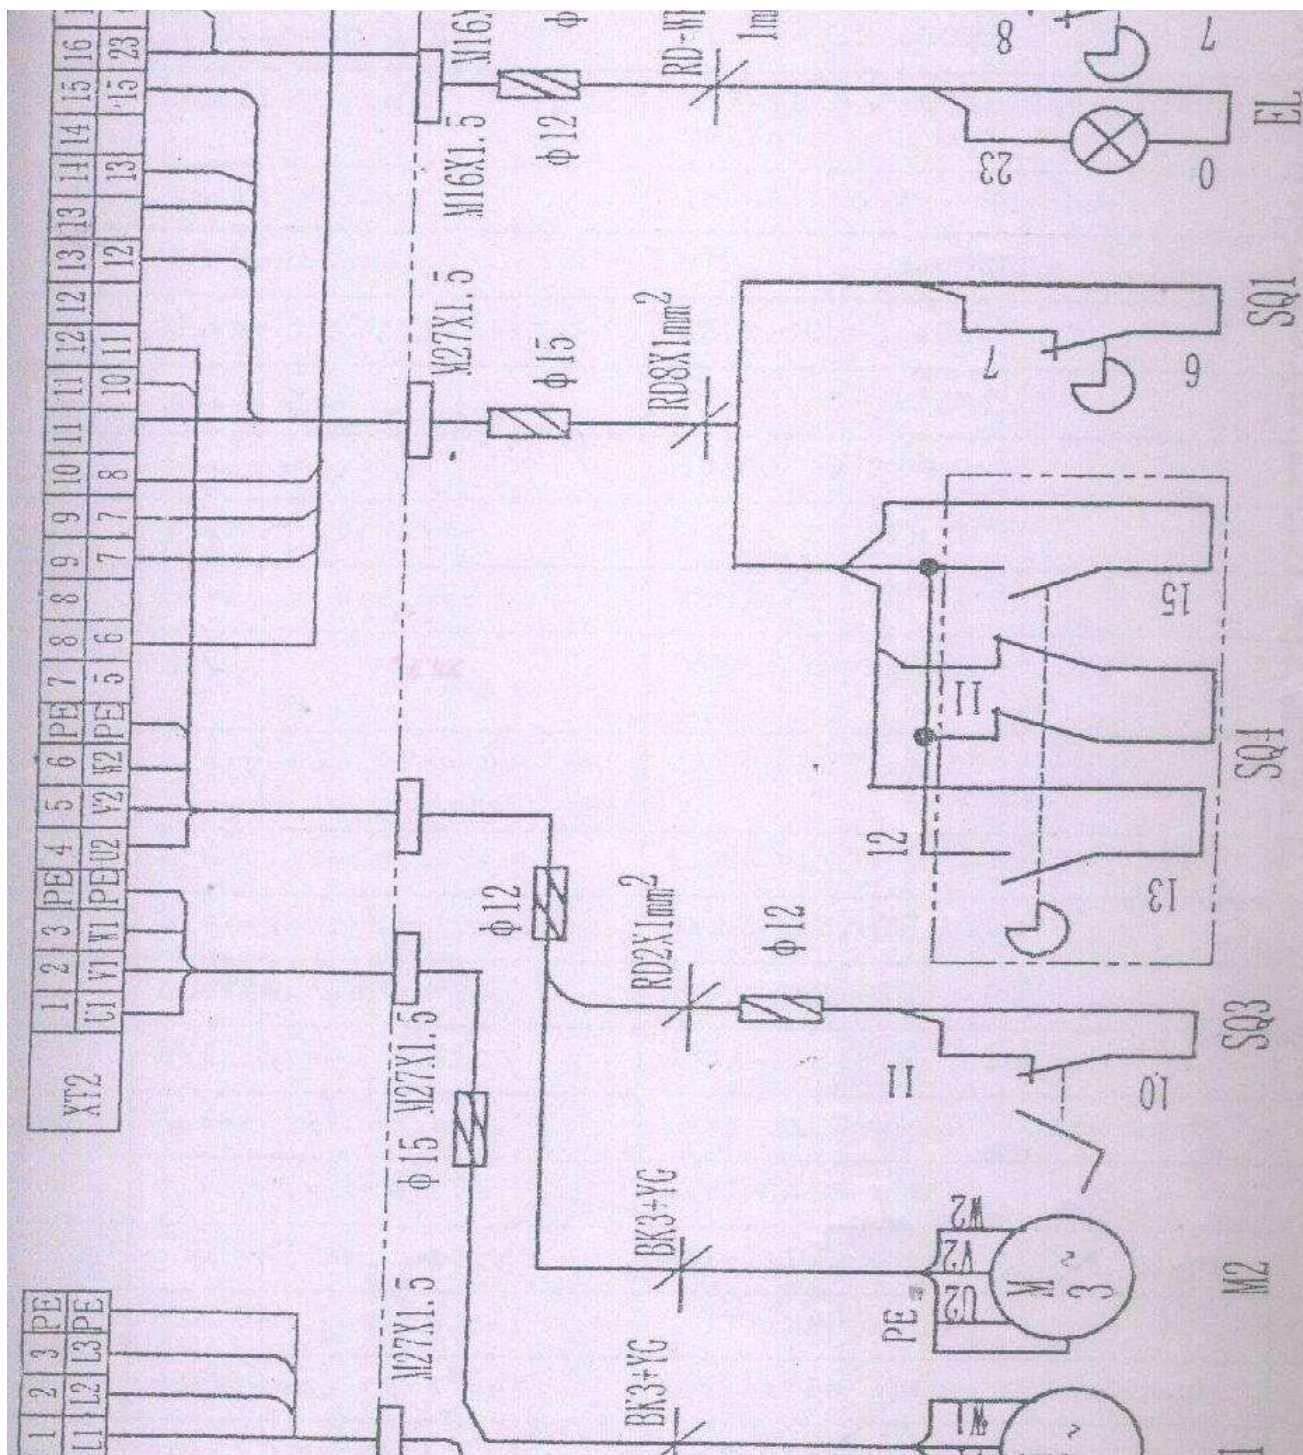 XT2
1 2 3 PE 4 5 6 PE 7 8 8 9 9 10 11 11 12 12 13 13 14 14 15 16
U1 V1 W1 PE U2 V2 W2 PE 5 6 7 7 8 10 11 12 13 15 23
1 2 3 PE
L1 L2 L3 PE
M16X1.5
φ12
23
0
EL
8
7
M27X1.5
φ15
RD8X1mm²
7
6
SQ1
15
11
12
13
SQ4
φ12
RD2X1mm²
φ12
11
10
SQ3
M27X1.5
φ15
BK3+YG
W2
V2
U2
PE
M
3
~
M2
M27X1.5
BK3+YG
W1
~